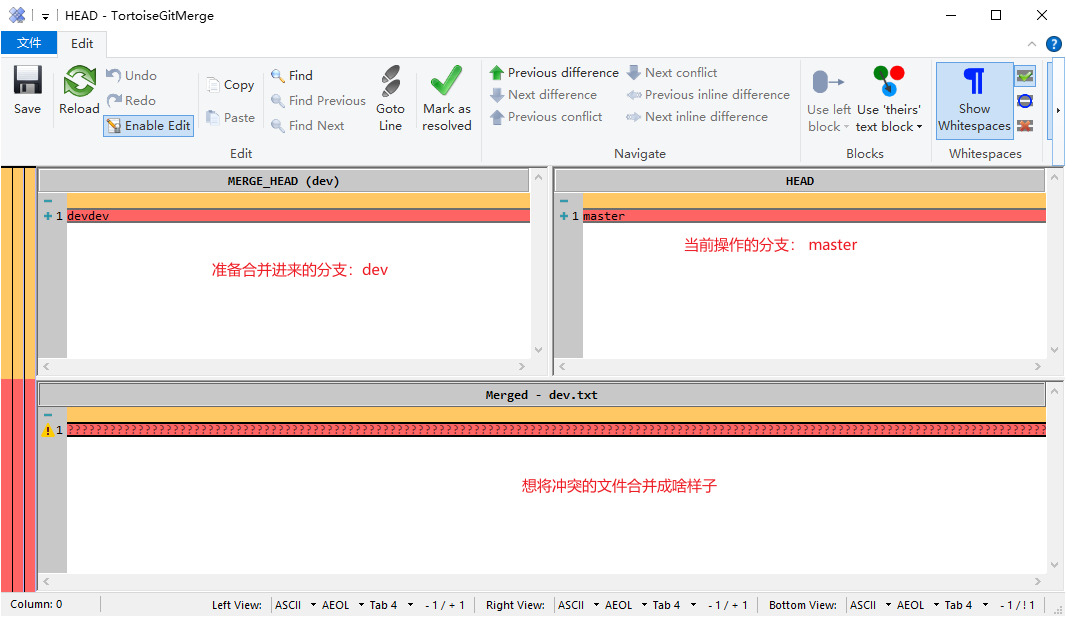 HEAD - TortoiseGitMerge
文件 Edit
Save
Reload
Undo
Redo
Enable Edit
Copy
Paste
Find
Find Previous
Find Next
Goto Line
Mark as resolved
Edit
Previous difference
Next difference
Previous conflict
Next conflict
Previous inline difference
Next inline difference
Navigate
Use left block
Use 'theirs' text block
Blocks
Show Whitespaces
Whitespaces
MERGE_HEAD (dev)
1 devdev
准备合并进来的分支：dev
HEAD
1 master
当前操作的分支： master
Merged - dev.txt
1
想将冲突的文件合并成啥样子
Column: 0 Left View: ASCII AEOL Tab 4 - 1 / + 1 Right View: ASCII AEOL Tab 4 - 1 / + 1 Bottom View: ASCII AEOL Tab 4 - 1 / ! 1